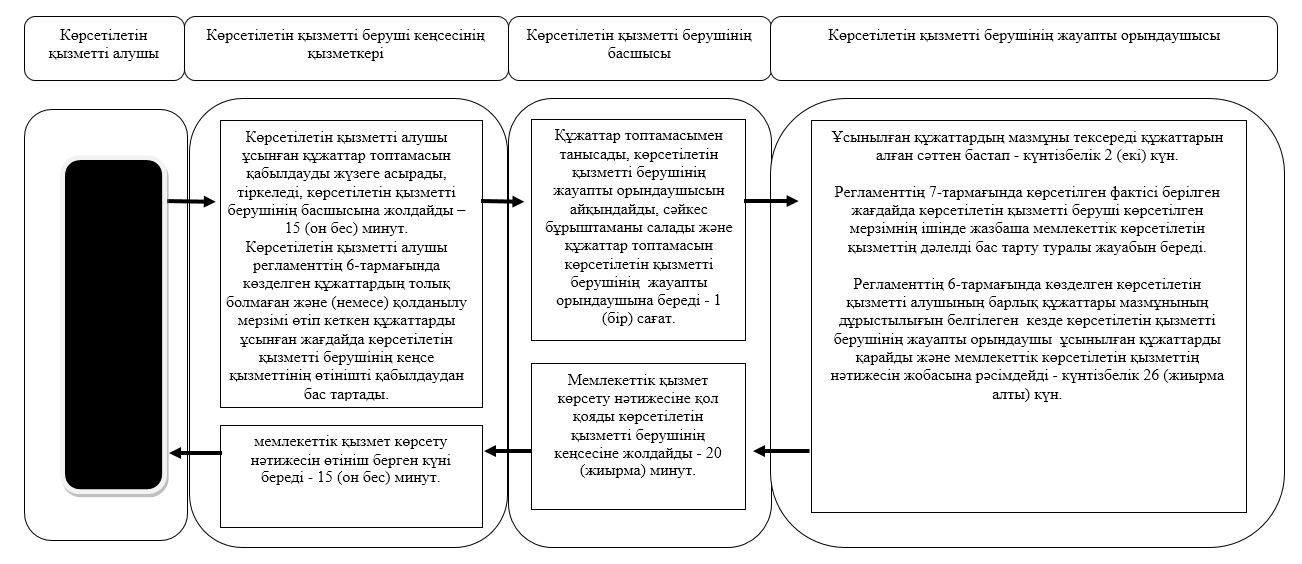 Көрсетілетін
қызметті алушы
Көрсетілетін қызметті беруші кеңсесінің
қызметкері
Көрсетілетін қызметті берушінің
басшысы
Көрсетілетін қызметті берушінің жауапты орындаушысы
Көрсетілетін қызметті алушы
ұсынған құжаттар топтамасын
қабылдауды жүзеге асырады,
тіркеледі, көрсетілетін қызметті
берушінің басшысына жолдайды –
15 (он бес) минут.
Көрсетілетін қызметті алушы
регламенттің 6-тармағында
көзделген құжаттардың толық
болмаған және (немесе) қолданылу
мерзімі өтіп кеткен құжаттарды
ұсынған жағдайда көрсетілетін
қызметті берушінің кеңсе
қызметтінің өтінішті қабылдаудан
бас тартады.
мемлекеттік қызмет көрсету
нәтижесін өтініш берген күні
береді - 15 (он бес) минут.
Құжаттар топтамасымен
танысады, көрсетілетін
қызметті берушінің
жауапты орындаушысын
айқындайды, сәйкес
бұрыштаманы салады және
құжаттар топтамасын
көрсетілетін қызметті
берушінің жауапты
орындаушына береді - 1
(бір) сағат.
Мемлекеттік қызмет
көрсету нәтижесіне қол
қояды көрсетілетін
қызметті берушінің
кеңсесіне жолдайды - 20
(жиырма) минут.
Ұсынылған құжаттардың мазмұны тексереді құжаттарын
алған сәттен бастап - күнтізбелік 2 (екі) күн.
Регламенттің 7-тармағында көрсетілген фактісі берілген
жағдайда көрсетілетін қызметті беруші көрсетілген
мерзімнің ішінде жазбаша мемлекеттік көрсетілетін
қызметтің дәлелді бас тарту туралы жауабын береді.
Регламенттің 6-тармағында көзделген көрсетілетін
қызметті алушының барлық құжаттары мазмұнының
дұрыстылығын белгілеген кезде көрсетілетін қызметті
берушінің жауапты орындаушы ұсынылған құжаттарды
қарайды және мемлекеттік көрсетілетін қызметтің
нәтижесін жобасына рәсімдейді - күнтізбелік 26 (жиырма
алты) күн.